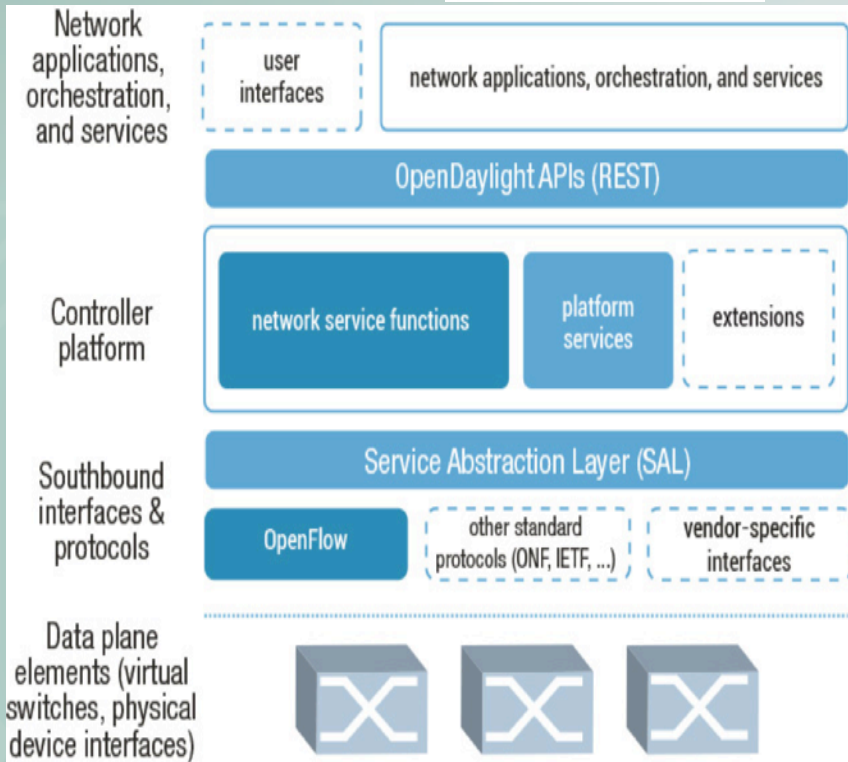 Network
applications,
orchestration,
and services
user
interfaces
network applications, orchestration, and services
OpenDaylight APIs (REST)
Controller
platform
network service functions
platform
services
extensions
Southbound
interfaces &
protocols
Service Abstraction Layer (SAL)
OpenFlow
other standard
protocols (ONF, IETF, ...)
vendor-specific
interfaces
Data plane
elements (virtual
switches, physical
device interfaces)